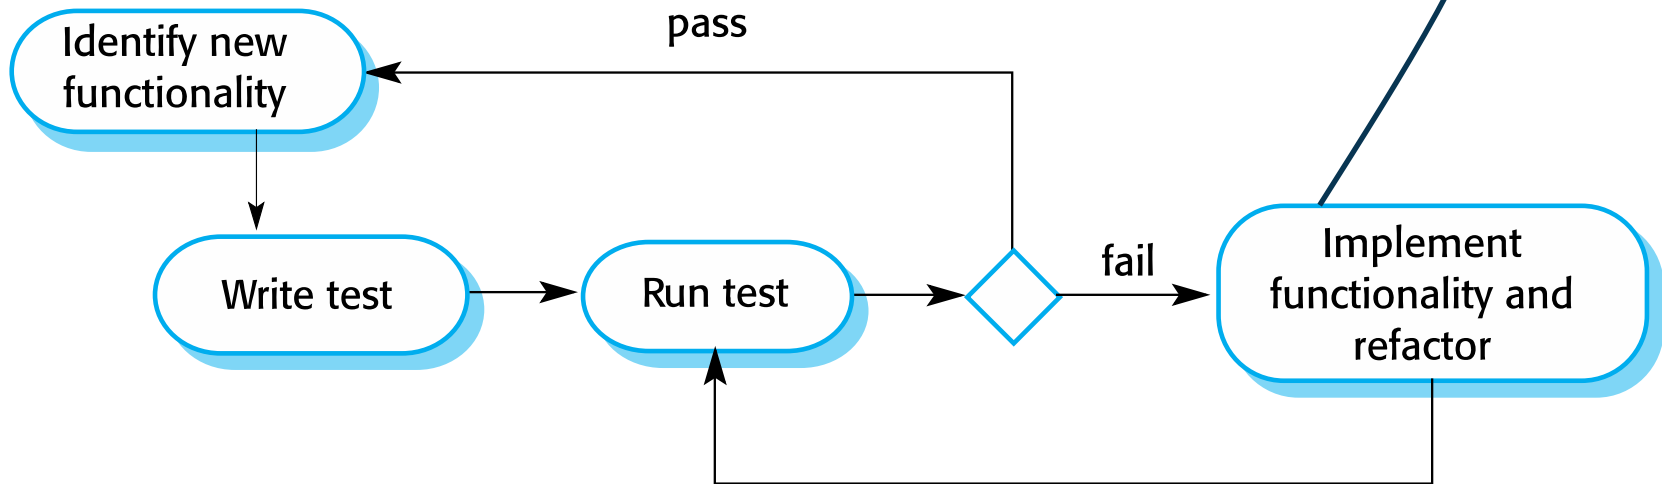 pass
Identify new
functionality
Write test
Run test
fail
Implement
functionality and
refactor